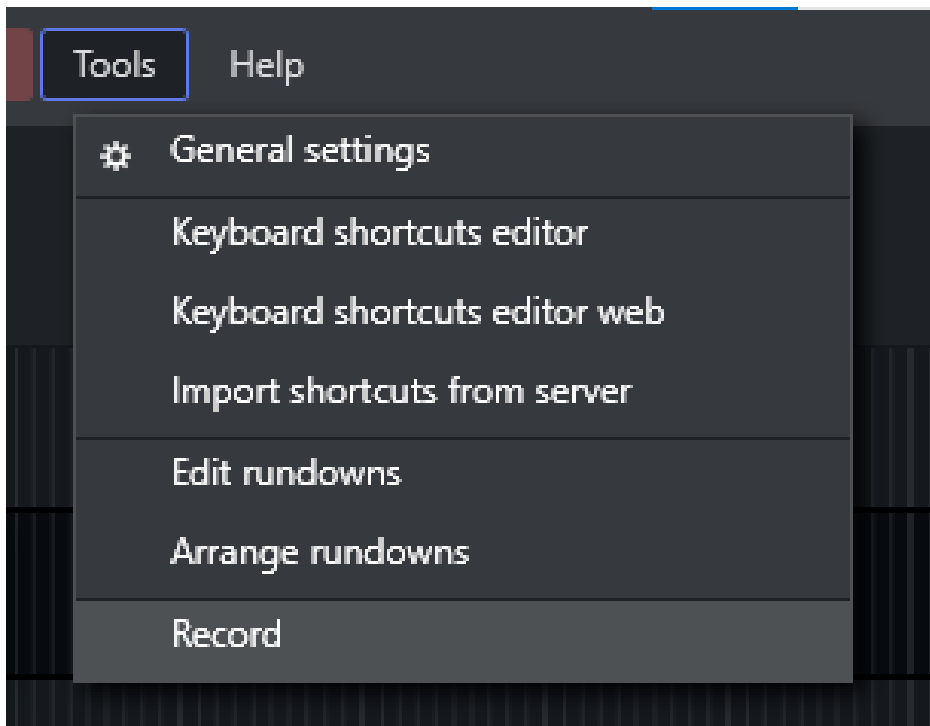 Tools Help
General settings
Keyboard shortcuts editor
Keyboard shortcuts editor web
Import shortcuts from server
Edit rundowns
Arrange rundowns
Record